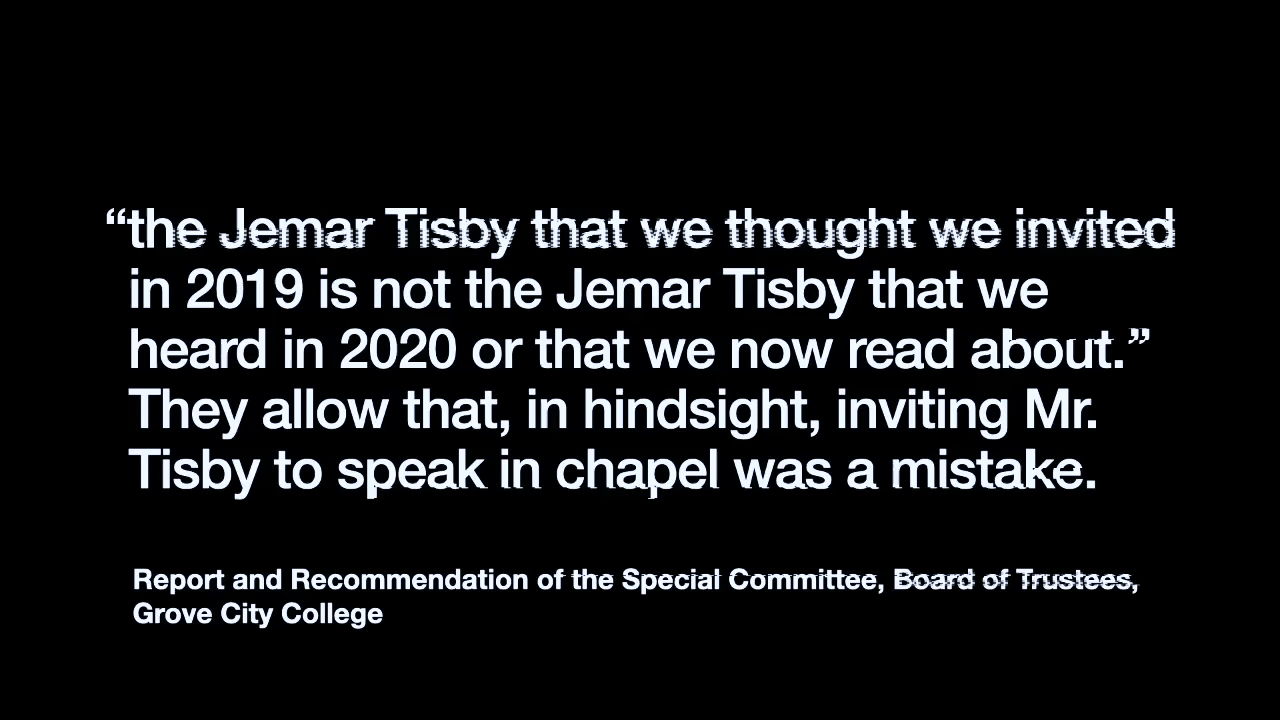 “the Jemar Tisby that we thought we invited
in 2019 is not the Jemar Tisby that we
heard in 2020 or that we now read about.”
They allow that, in hindsight, inviting Mr.
Tisby to speak in chapel was a mistake.
Report and Recommendation of the Special Committee, Board of Trustees,
Grove City College